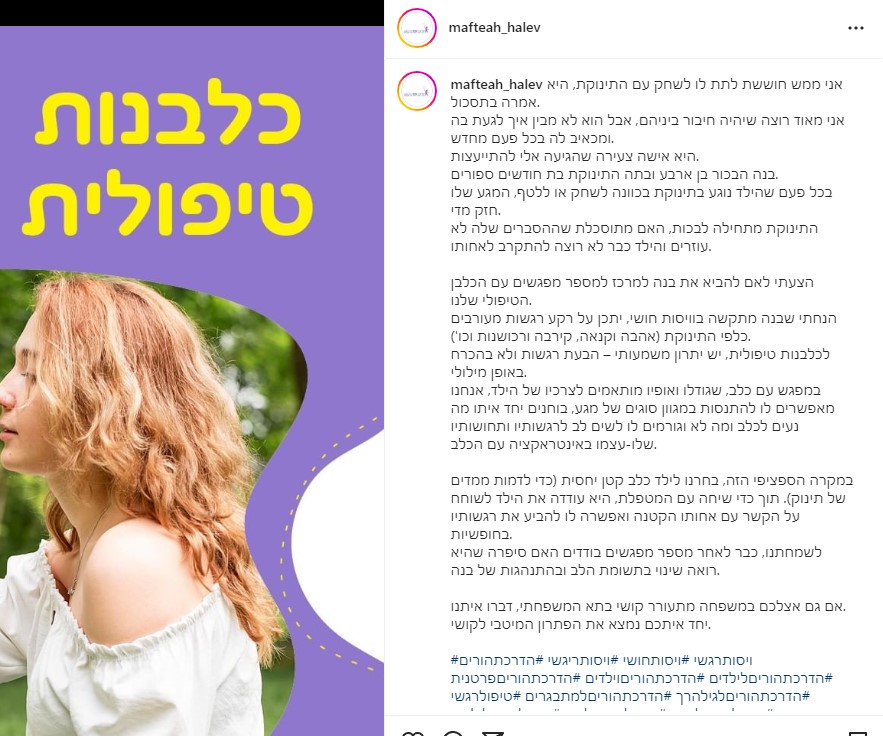 כלבנות
טיפולית
mafteah_halev
mafteah_halev אני ממש חוששת לתת לו לשחק עם התינוקת, היא
אמרה בתסכול.
אני מאוד רוצה שיהיה חיבור ביניהם, אבל הוא לא מבין איך לגעת בה
ומכאיב לה בכל פעם מחדש.
היא אישה צעירה שהגיעה אלי להתייעצות.
בנה הבכור בן ארבע ובתה התינוקת בת חודשים ספורים.
בכל פעם שהילד נוגע בתינוקת בכוונה לשחק או ללטף, המגע שלו
חזק מדי.
התינוקת מתחילה לבכות, האם מתוסכלת שההסברים שלה לא
עוזרים והילד כבר לא רוצה להתקרב לאחותו.
הצעתי לאם להביא את בנה למרכז למספר מפגשים עם הכלבן
הטיפולי שלנו.
הנחתי שבנה מתקשה בוויסות חושי, יתכן על רקע רגשות מעורבים
כלפי התינוקת (אהבה וקנאה, קירבה ורכושנות וכו').
לכלבנות טיפולית, יש יתרון משמעותי – הבעת רגשות ולא בהכרח
באופן מילולי.
במפגש עם כלב, שגודלו ואופיו מותאמים לצרכיו של הילד, אנחנו
מאפשרים לו להתנסות במגוון סוגים של מגע, בוחנים יחד איתו מה
נעים לכלב ומה לא וגורמים לו לשים לב לרגשותיו ותחושותיו
שלו-עצמו באינטראקציה עם הכלב.
במקרה הספציפי הזה, בחרנו לילד כלב קטן יחסית (כדי לדמות ממדים
של תינוק). תוך כדי שיחה עם המטפלת, היא עודדה את הילד לשוחח
על הקשר עם אחותו הקטנה ואפשרה לו להביע את רגשותיו
בחופשיות.
לשמחתנו, כבר לאחר מספר מפגשים בודדים האם סיפרה שהיא
רואה שינוי בתשומת הלב ובהתנהגות של בנה.
אם גם אצלכם במשפחה מתעורר קושי בתא המשפחתי, דברו איתנו.
יחד איתכם נמצא את הפתרון המיטבי לקושי.
#ויסותרגשי #ויסותחושי #ויסותריגשי #הדרכתהורים
#הדרכתהוריםלילדים #הדרכתהוריםוילדים #הדרכתהוריםפרטנית
#הדרכתהוריםלגילהרך #הדרכתהוריםלמתבגרים #טיפולרגשי